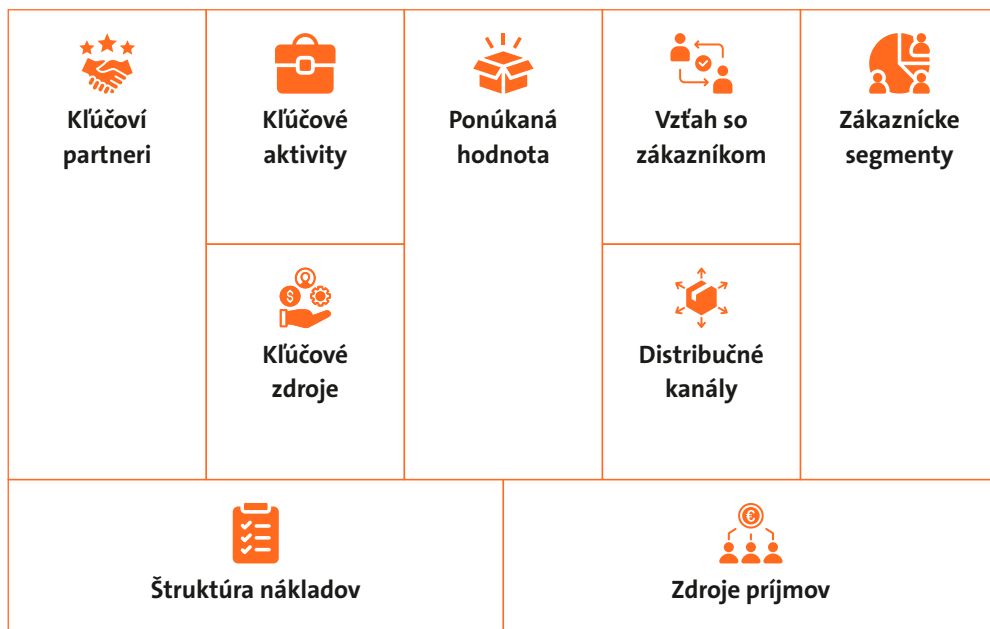 Kľúčoví
partneri
Kľúčové
aktivity
Ponúkaná
hodnota
Vzťah so
zákazníkom
Zákaznícke
segmenty
$
Kľúčové
zdroje
Distribučné
kanály
Štruktúra nákladov
€
Zdroje príjmov